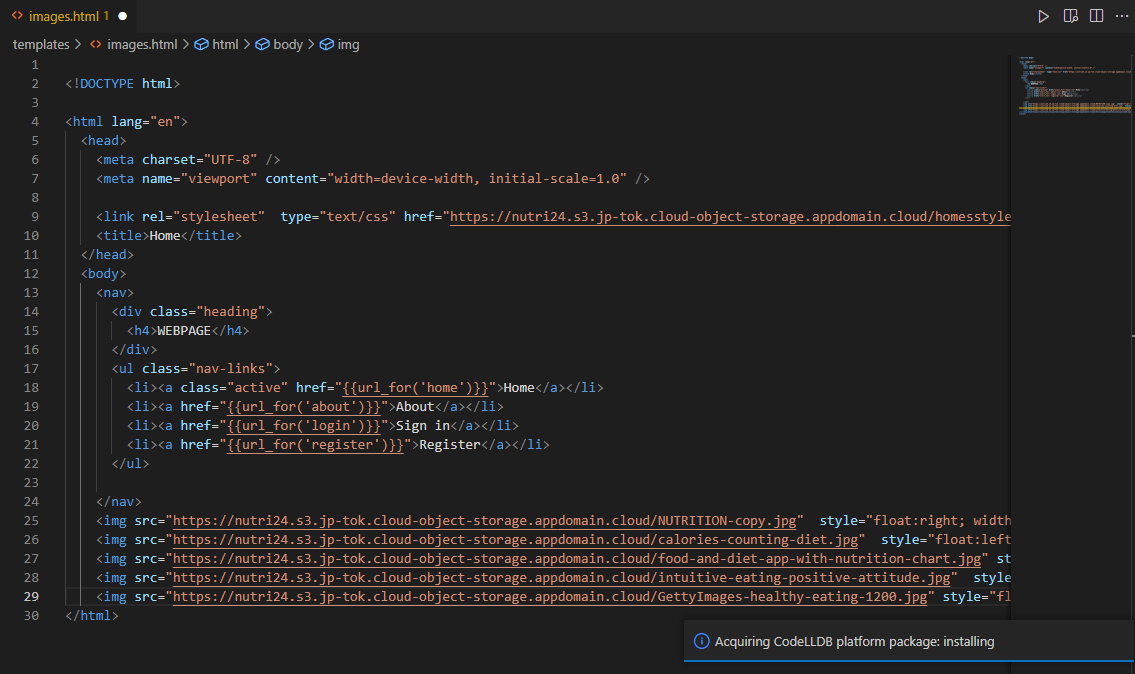 images.html 1
templates > images.html > html > body > img
1
2 <!DOCTYPE html>
3
4 <html lang="en">
5 <head>
6 <meta charset="UTF-8" />
7 <meta name="viewport" content="width=device-width, initial-scale=1.0" />
8
9 <link rel="stylesheet"  type="text/css" href="https://nutri24.s3.jp-tok.cloud-object-storage.appdomain.cloud/homesstyle
10 <title>Home</title>
11 </head>
12 <body>
13 <nav>
14 <div class="heading">
15 <h4>WEBPAGE</h4>
16 </div>
17 <ul class="nav-links">
18 <li><a class="active" href="{{url_for('home')}}">Home</a></li>
19 <li><a href="{{url_for('about')}}">About</a></li>
20 <li><a href="{{url_for('login')}}">Sign in</a></li>
21 <li><a href="{{url_for('register')}}">Register</a></li>
22 </ul>
23
24 </nav>
25 <img src="https://nutri24.s3.jp-tok.cloud-object-storage.appdomain.cloud/NUTRITION-copy.jpg"  style="float:right; width
26 <img src="https://nutri24.s3.jp-tok.cloud-object-storage.appdomain.cloud/calories-counting-diet.jpg"  style="float:left
27 <img src="https://nutri24.s3.jp-tok.cloud-object-storage.appdomain.cloud/food-and-diet-app-with-nutrition-chart.jpg" st
28 <img src="https://nutri24.s3.jp-tok.cloud-object-storage.appdomain.cloud/intuitive-eating-positive-attitude.jpg"  style
29 <img src="https://nutri24.s3.jp-tok.cloud-object-storage.appdomain.cloud/GettyImages-healthy-eating-1200.jpg" style="fl
30 </html>
Acquiring CodeLLDB platform package: installing